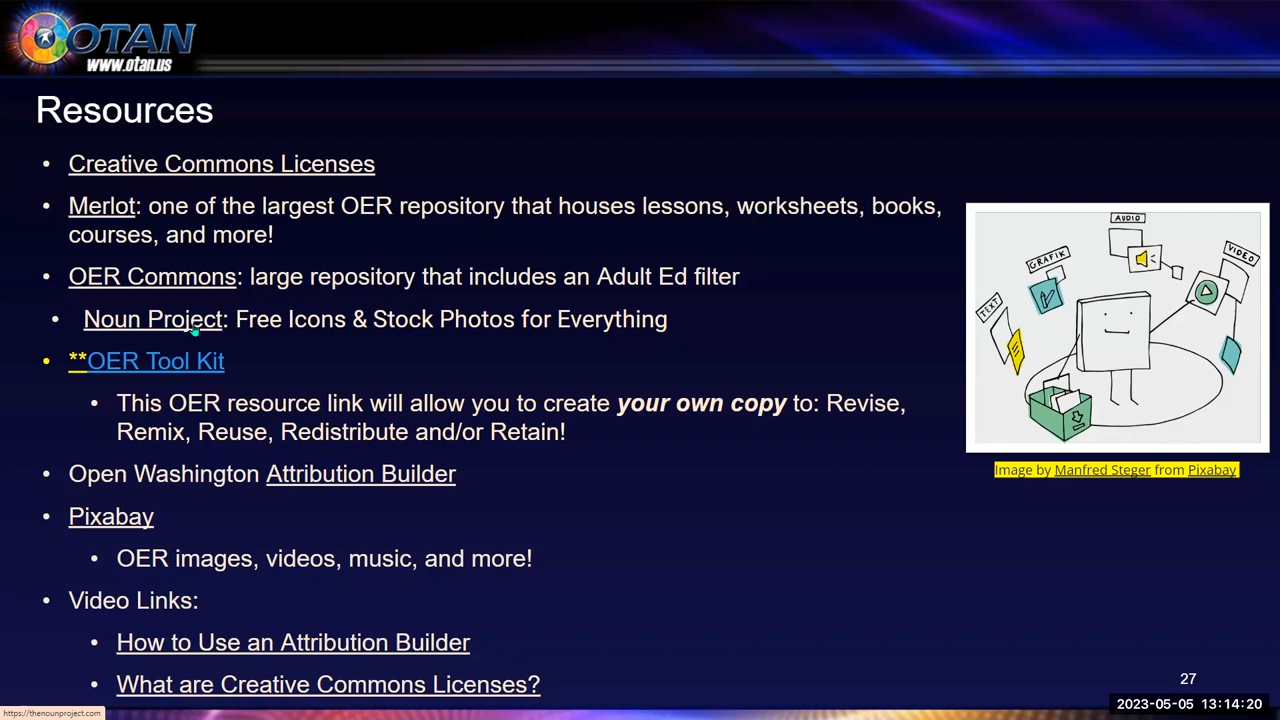 OTAN
www.otan.us
Resources
• Creative Commons Licenses
• Merlot: one of the largest OER repository that houses lessons, worksheets, books,
courses, and more!
• OER Commons: large repository that includes an Adult Ed filter
• Noun Project: Free Icons & Stock Photos for Everything
• **OER Tool Kit
• This OER resource link will allow you to create your own copy to: Revise,
Remix, Reuse, Redistribute and/or Retain!
• Open Washington Attribution Builder
• Pixabay
• OER images, videos, music, and more!
• Video Links:
• How to Use an Attribution Builder
• What are Creative Commons Licenses?
AUDIO
GRAFIK
VIDEO
TEXT
Image by Manfred Steger from Pixabay
27
2023-05-05 13:14:20
https://thenounproject.com